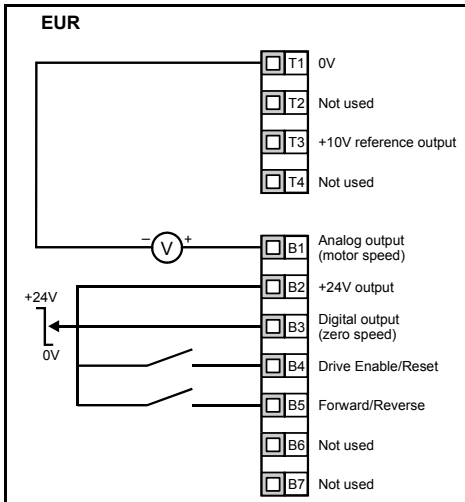 EUR
T1 0V
T2 Not used
T3 +10V reference output
T4 Not used
– V +
B1 Analog output
(motor speed)
B2 +24V output
+24V
B3 Digital output
(zero speed)
0V
B4 Drive Enable/Reset
B5 Forward/Reverse
B6 Not used
B7 Not used